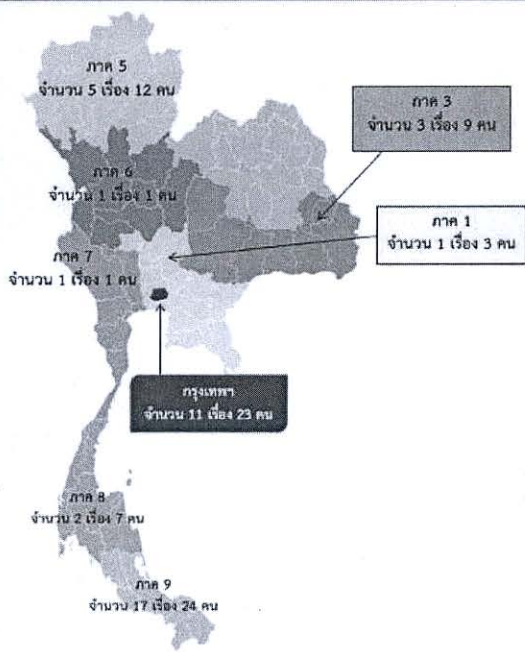 ภาค 5
จำนวน 5 เรื่อง 12 คน
ภาค 3
จำนวน 3 เรื่อง 9 คน
ภาค 6
จำนวน 1 เรื่อง 1 คน
ภาค 1
จำนวน 1 เรื่อง 3 คน
ภาค 7
จำนวน 1 เรื่อง 1 คน
กรุงเทพฯ
จำนวน 11 เรื่อง 23 คน
ภาค 8
จำนวน 2 เรื่อง 7 คน
ภาค 9
จำนวน 17 เรื่อง 24 คน